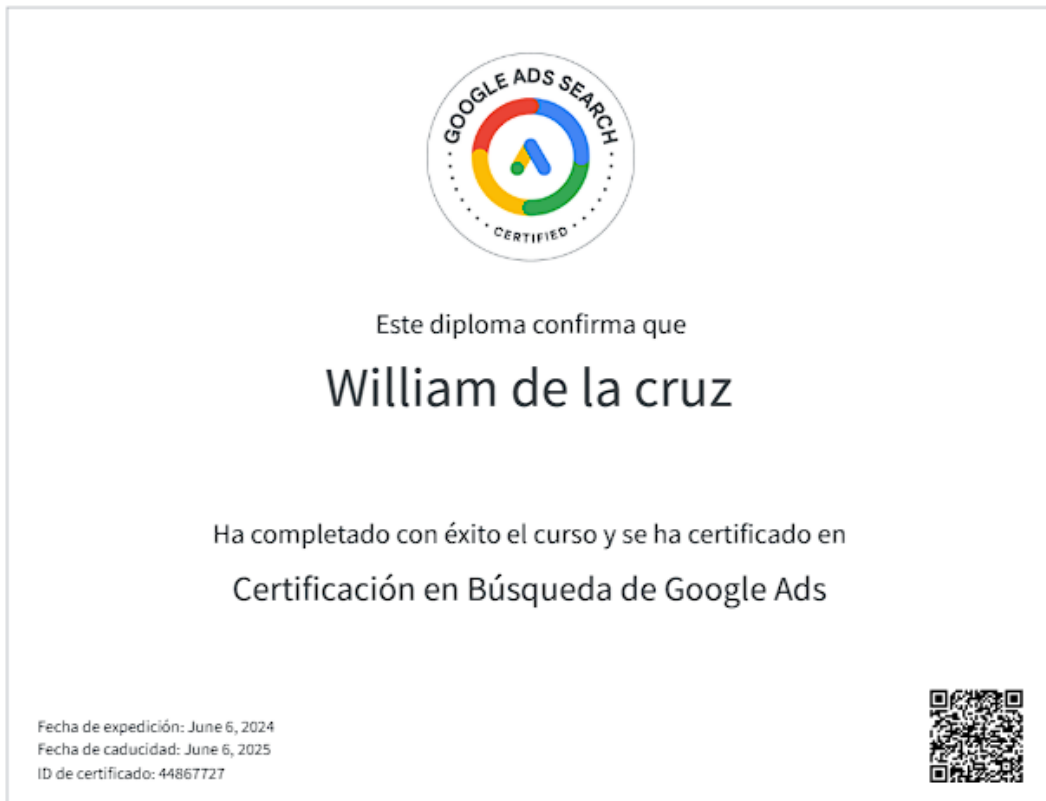 GOOGLE ADS SEARCH
CERTIFIED
Este diploma confirma que
William de la cruz
Ha completado con éxito el curso y se ha certificado en
Certificación en Búsqueda de Google Ads
Fecha de expedición: June 6, 2024
Fecha de caducidad: June 6, 2025
ID de certificado: 44867727